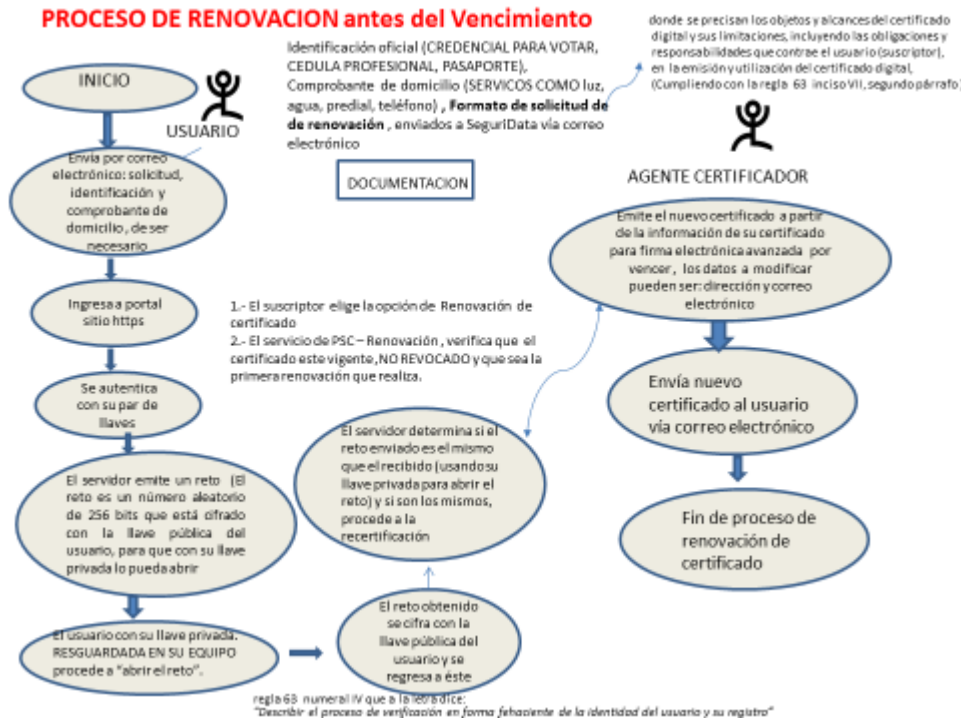 PROCESO DE RENOVACION antes del Vencimiento
INICIO
USUARIO
Envía por correo
electrónico: solicitud,
identificación y
comprobante de
domicilio, de ser
necesario
Ingresa a portal
sitio https
Se autentica
con su par de
llaves
El servidor emite un reto (El
reto es un número aleatorio
de 256 bits que está cifrado
con la llave pública del
usuario, para que con su llave
privada lo pueda abrir
El usuario con su llave privada.
RESGUARDADA EN SU EQUIPO
procede a "abrir el reto".
Identificación oficial (CREDENCIAL PARA VOTAR,
CEDULA PROFESIONAL, PASAPORTE),
Comprobante de domicilio (SERVICOS COMO luz,
agua, predial, teléfono) , Formato de solicitud de
de renovación , enviados a SeguriData vía correo
electrónico
DOCUMENTACION
1.- El suscriptor elige la opción de Renovación de
certificado
2.- El servicio de PSC – Renovación , verifica que el
certificado este vigente, NO REVOCADO y que sea la
primera renovación que realiza.
El servidor determina si el
reto enviado es el mismo
que el recibido (usando su
llave privada para abrir el
reto) y si son los mismos,
procede a la
recertificación
El reto obtenido
se cifra con la
llave pública del
usuario y se
regresa a éste
regla 63 numeral IV que a la letra dice:
"Describir el proceso de verificación en forma fehaciente de la identidad del usuario y su registro"
donde se precisan los objetos y alcances del certificado
digital y sus limitaciones, incluyendo las obligaciones y
responsabilidades que contrae el usuario (suscriptor),
en la emisión y utilización del certificado digital,
(Cumpliendo con la regla 63 inciso VII, segundo párrafo)
AGENTE CERTIFICADOR
Emite el nuevo certificado a partir
de la información de su certificado
para firma electrónica avanzada por
vencer , los datos a modificar
pueden ser: dirección y correo
electrónico
Envía nuevo
certificado al usuario
vía correo electrónico
Fin de proceso de
renovación de
certificado